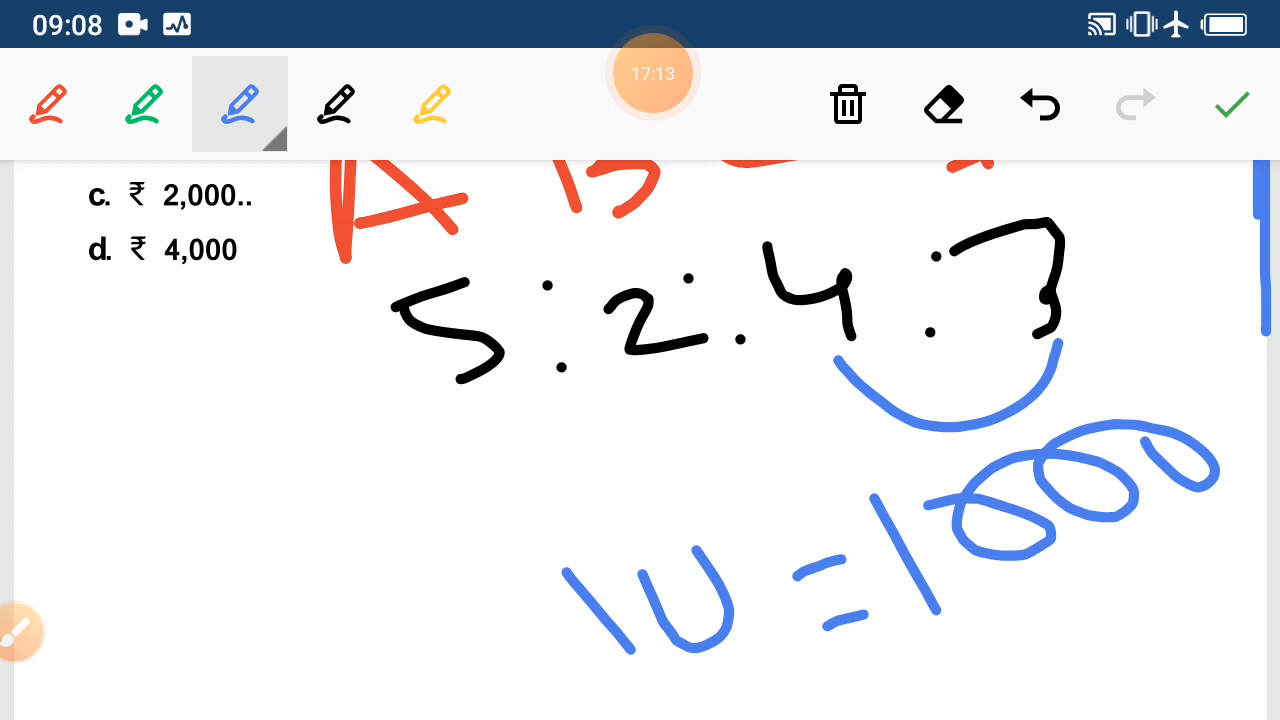 09:08
17:13
c. ₹ 2,000..
d. ₹ 4,000
A B
5 : 2 : 4 : 3
1U = 1000